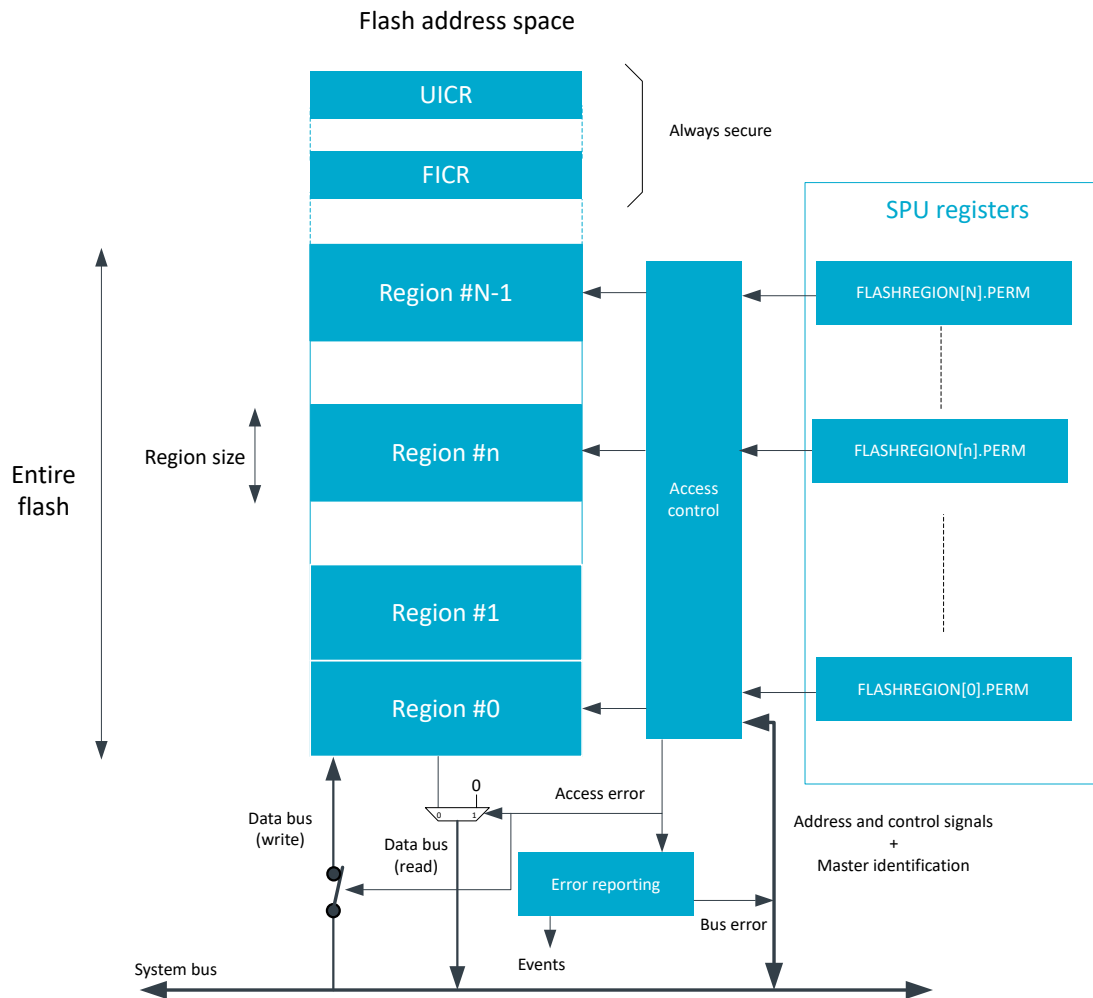 Flash address space
UICR
Always secure
FICR
SPU registers
Region #N-1
FLASHREGION[N].PERM
Region #n
FLASHREGION[n].PERM
Region size
Entire
flash
Access
control
Region #1
Region #0
FLASHREGION[0].PERM
0
Access error
0 1
Data bus
(write)
Data bus
(read)
Address and control signals
+
Master identification
Error reporting
Bus error
Events
System bus